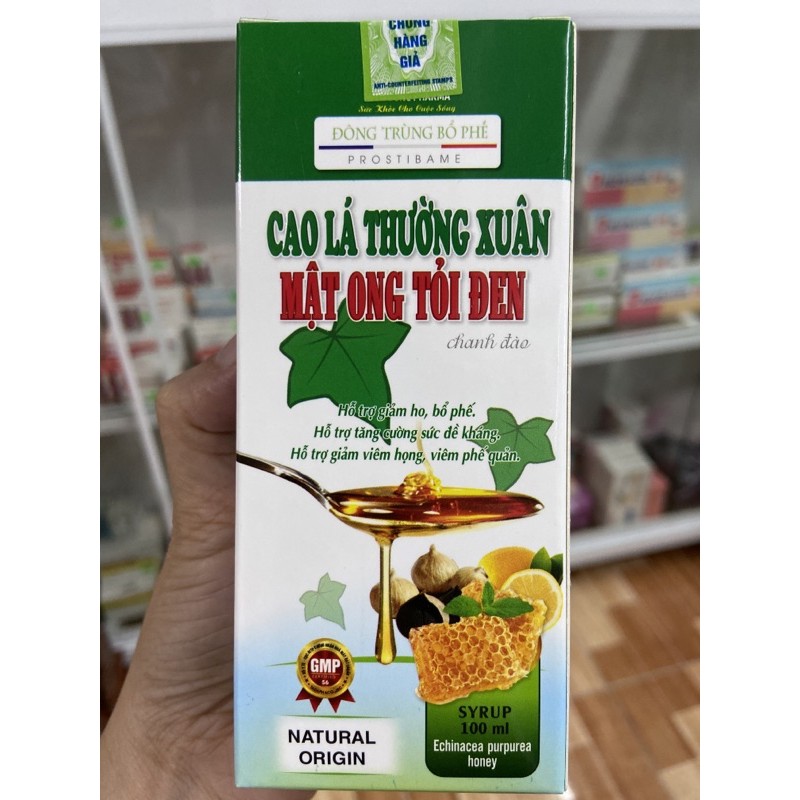 CHỐNG
HÀNG
GIẢ
ANTI-COUNTERFEITING STAMPS
PHARMA
Sức Khỏe Cho Cuộc Sống
ĐÔNG TRÙNG BỔ PHẾ
PROSTIBAME
CAO LÁ THƯỜNG XUÂN
MẬT ONG TỎI ĐEN
chanh đào
Hỗ trợ giảm ho, bổ phế.
Hỗ trợ tăng cường sức đề kháng.
Hỗ trợ giảm viêm họng, viêm phế quản.
GMP
NATURAL
ORIGIN
SYRUP
100 ml
Echinacea purpurea
honey